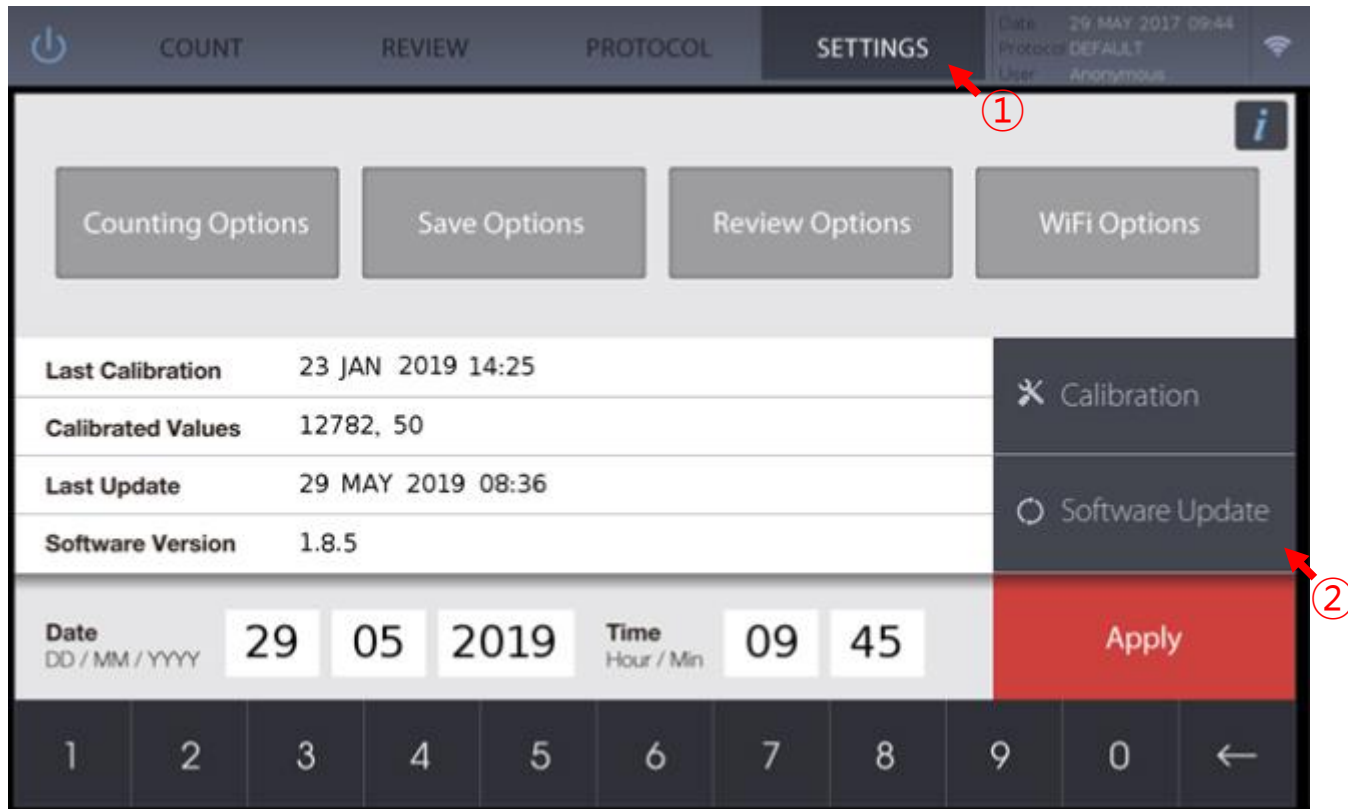 COUNT REVIEW PROTOCOL SETTINGS
Date 29 MAY 2017 09:44
Protocol DEFAULT
User Anonymous
①
i
Counting Options Save Options Review Options WiFi Options
Last Calibration 23 JAN 2019 14:25
Calibrated Values 12782, 50
Last Update 29 MAY 2019 08:36
Software Version 1.8.5
Calibration
Software Update
②
Date
DD / MM / YYYY
29 05 2019
Time
Hour / Min
09 45
Apply
1 2 3 4 5 6 7 8 9 0 ←